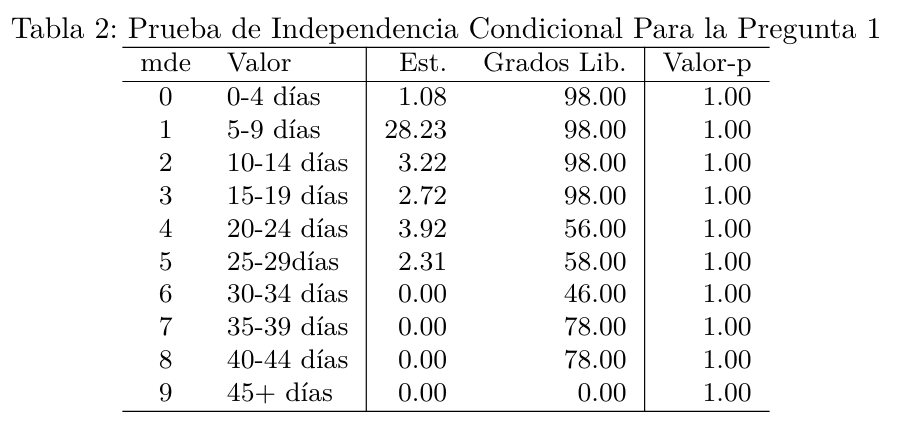 Tabla 2: Prueba de Independencia Condicional Para la Pregunta 1
mde Valor Est. Grados Lib. Valor-p
0 0-4 días 1.08 98.00 1.00
1 5-9 días 28.23 98.00 1.00
2 10-14 días 3.22 98.00 1.00
3 15-19 días 2.72 98.00 1.00
4 20-24 días 3.92 56.00 1.00
5 25-29días 2.31 58.00 1.00
6 30-34 días 0.00 46.00 1.00
7 35-39 días 0.00 78.00 1.00
8 40-44 días 0.00 78.00 1.00
9 45+ días 0.00 0.00 1.00